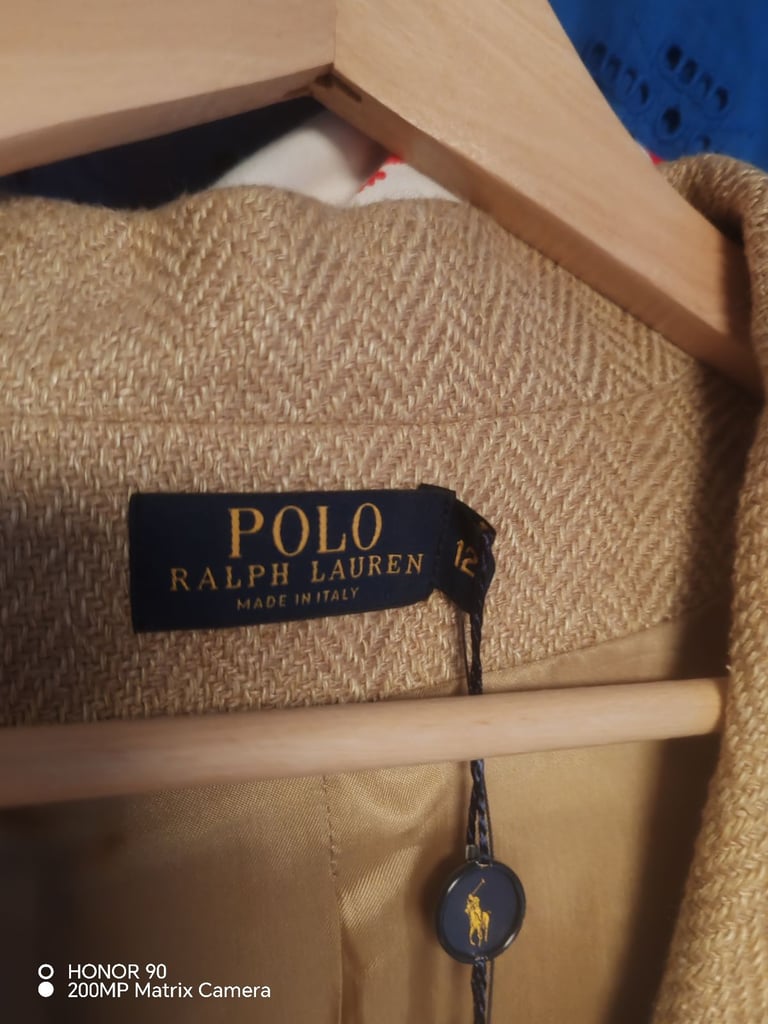 POLO
RALPH LAUREN
MADE IN ITALY
12
HONOR 90
200MP Matrix Camera